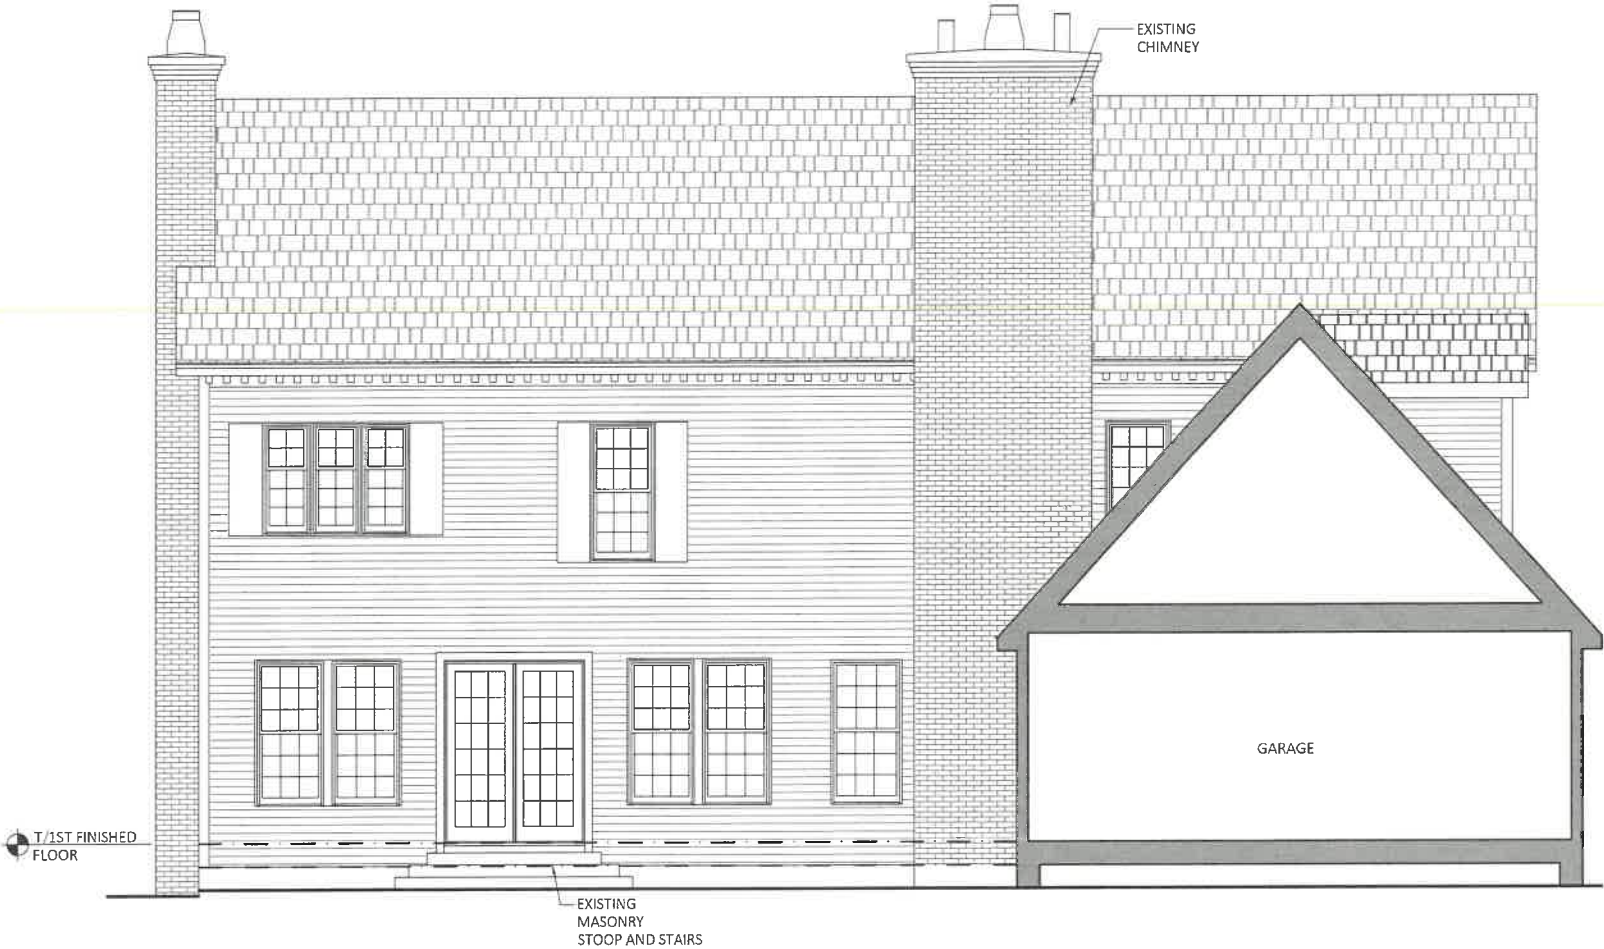 EXISTING
CHIMNEY
GARAGE
T/1ST FINISHED
FLOOR
EXISTING
MASONRY
STOOP AND STAIRS